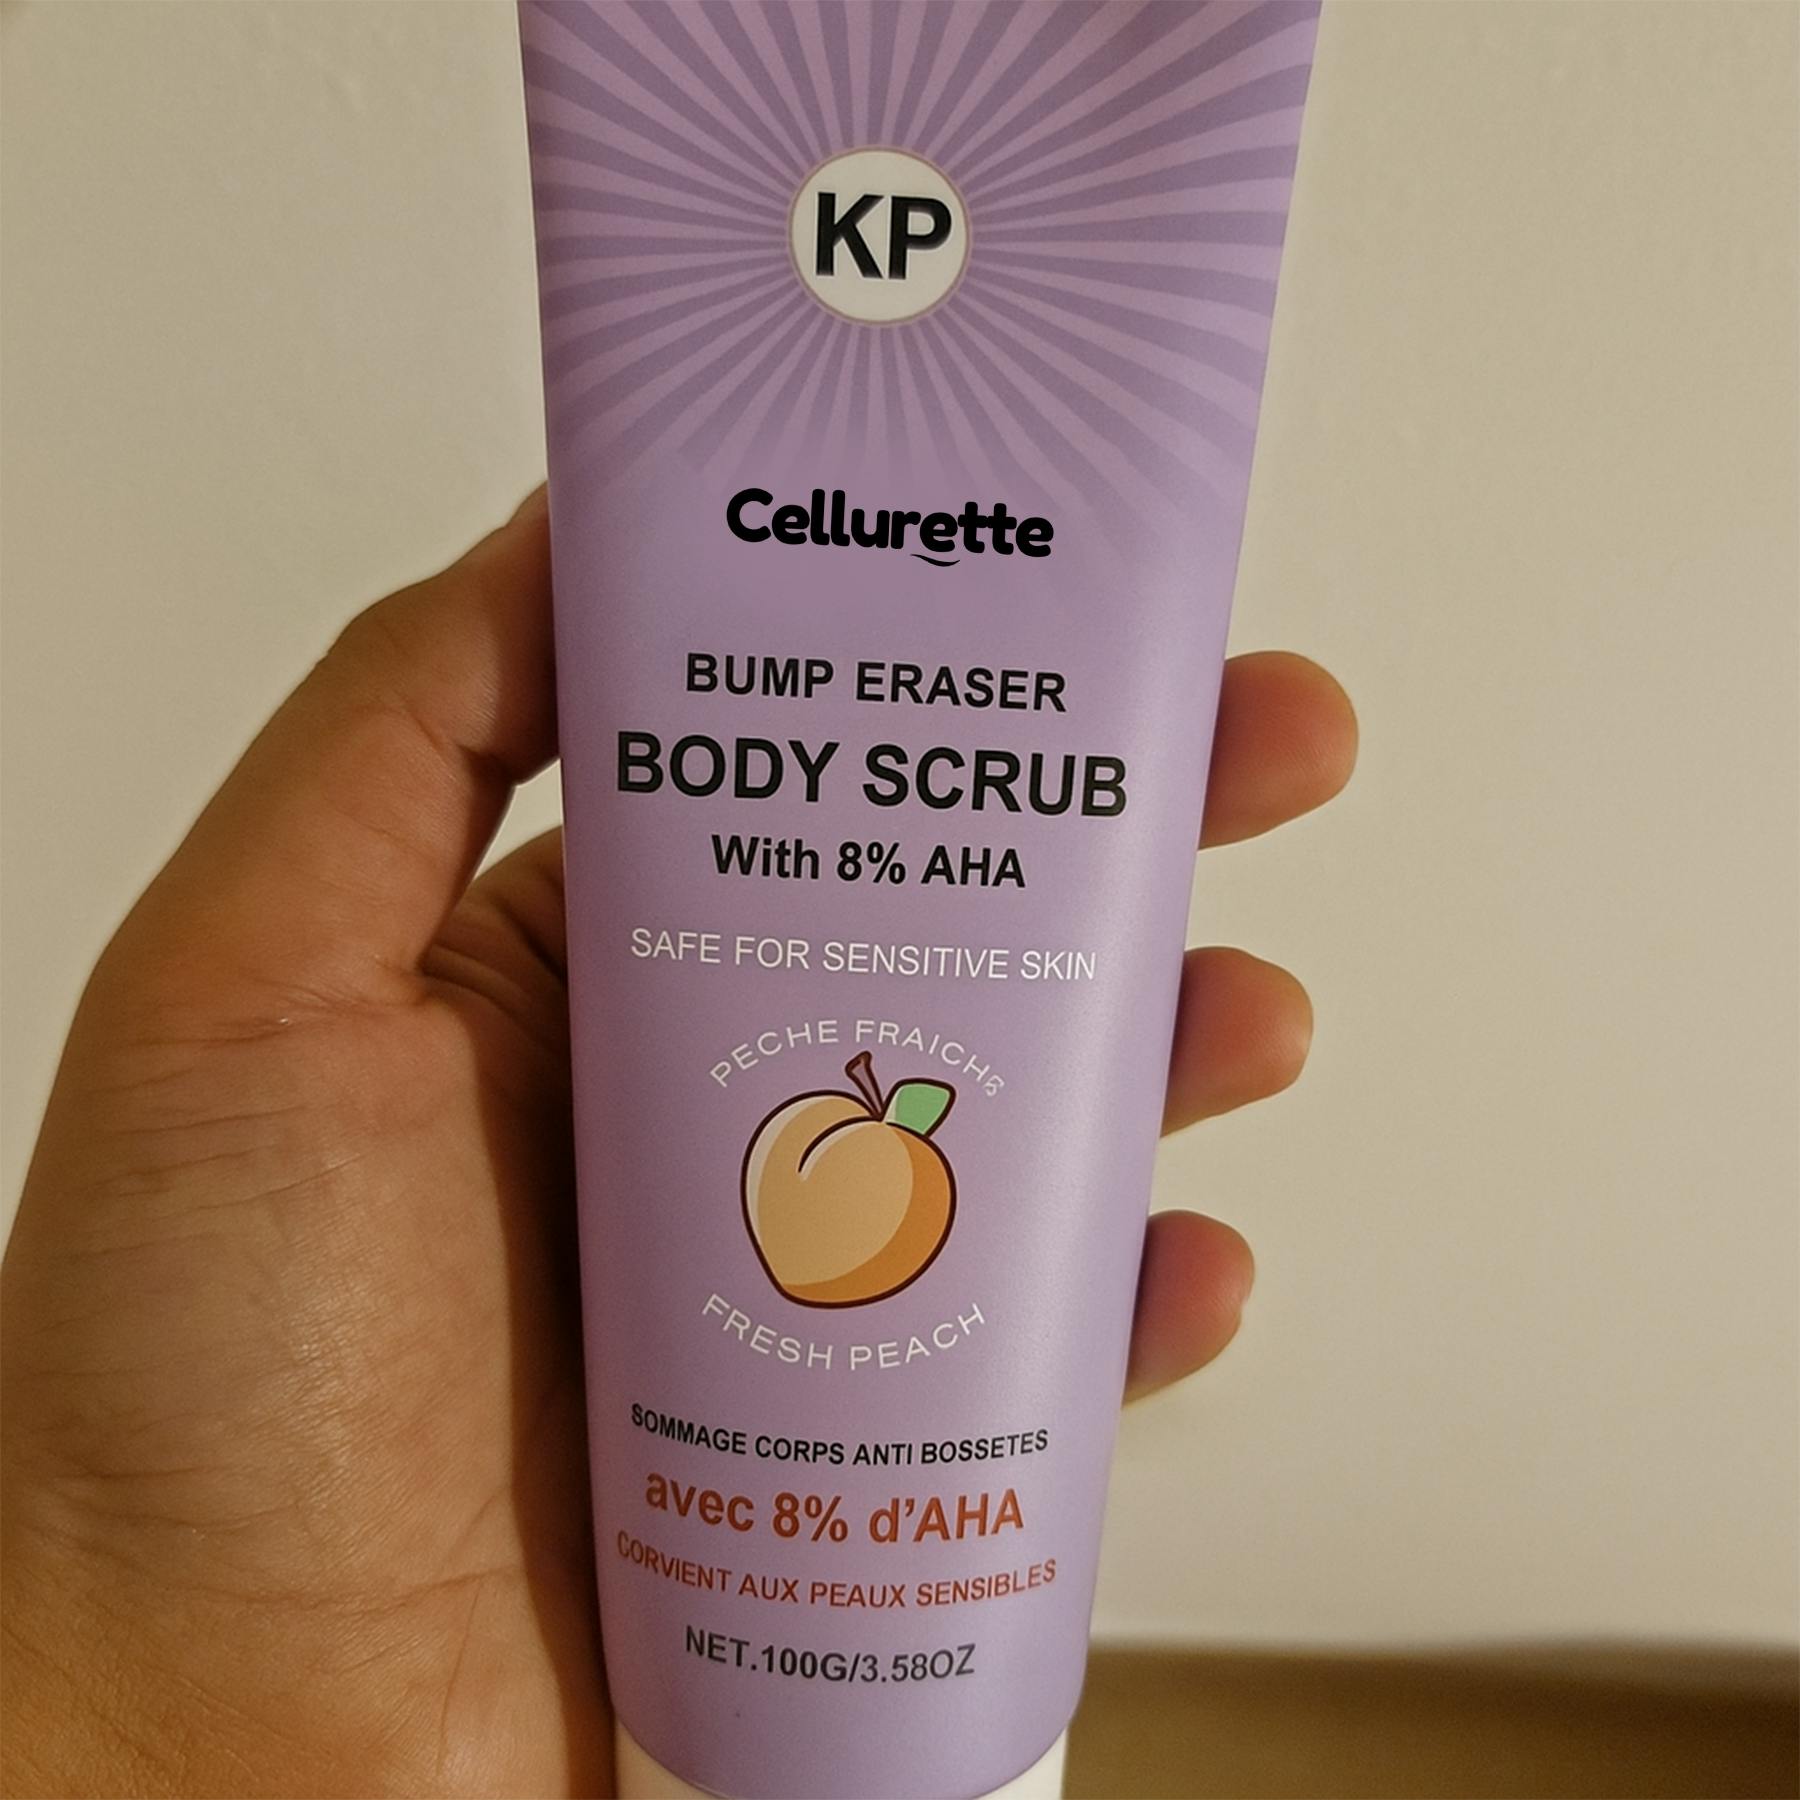 KP
Cellurette
BUMP ERASER
BODY SCRUB
With 8% AHA
SAFE FOR SENSITIVE SKIN
PECHE FRAICHE
FRESH PEACH
SOMMAGE CORPS ANTI BOSSETES
avec 8% d’AHA
CORVIENT AUX PEAUX SENSIBLES
NET.100G/3.58OZ